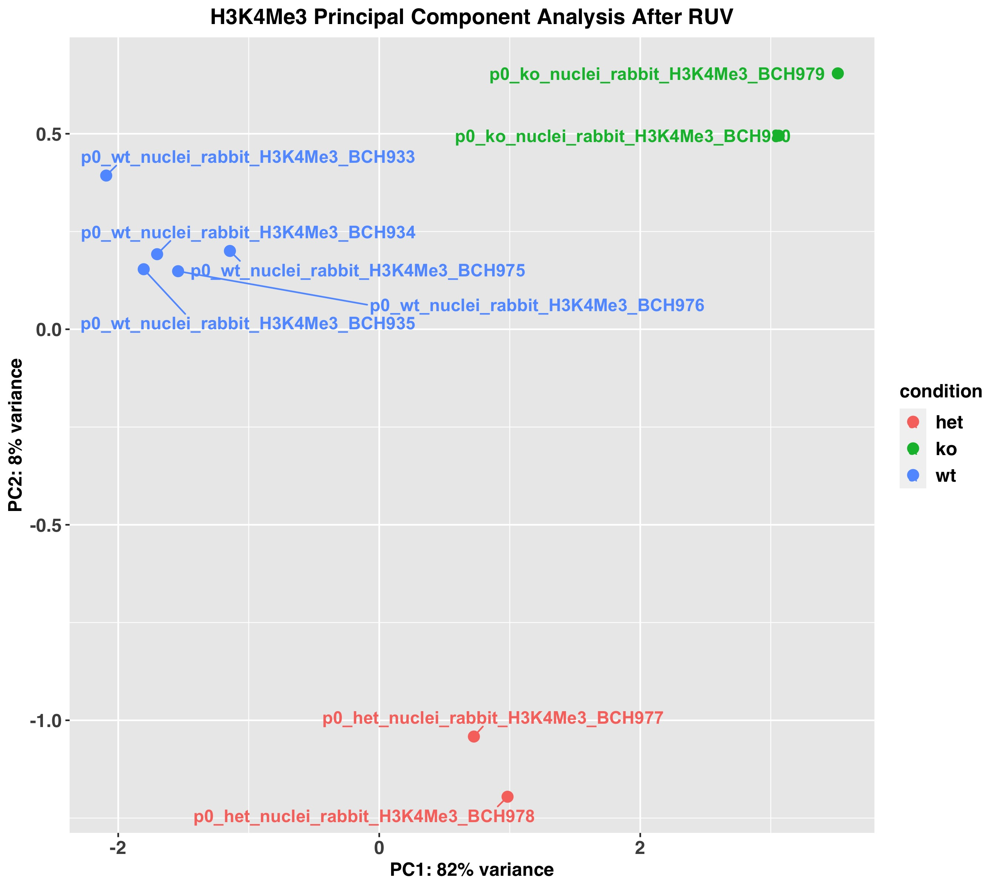 H3K4Me3 Principal Component Analysis After RUV
p0_ko_nuclei_rabbit_H3K4Me3_BCH979
0.5
p0_wt_nuclei_rabbit_H3K4Me3_BCH933
p0_wt_nuclei_rabbit_H3K4Me3_BCH934
p0_wt_nuclei_rabbit_H3K4Me3_BCH975
p0_wt_nuclei_rabbit_H3K4Me3_BCH976
p0_wt_nuclei_rabbit_H3K4Me3_BCH935
0.0
PC2: 8% variance
-0.5
-1.0
p0_het_nuclei_rabbit_H3K4Me3_BCH977
p0_het_nuclei_rabbit_H3K4Me3_BCH978
-2
0
2
PC1: 82% variance
condition
het
ko
wt